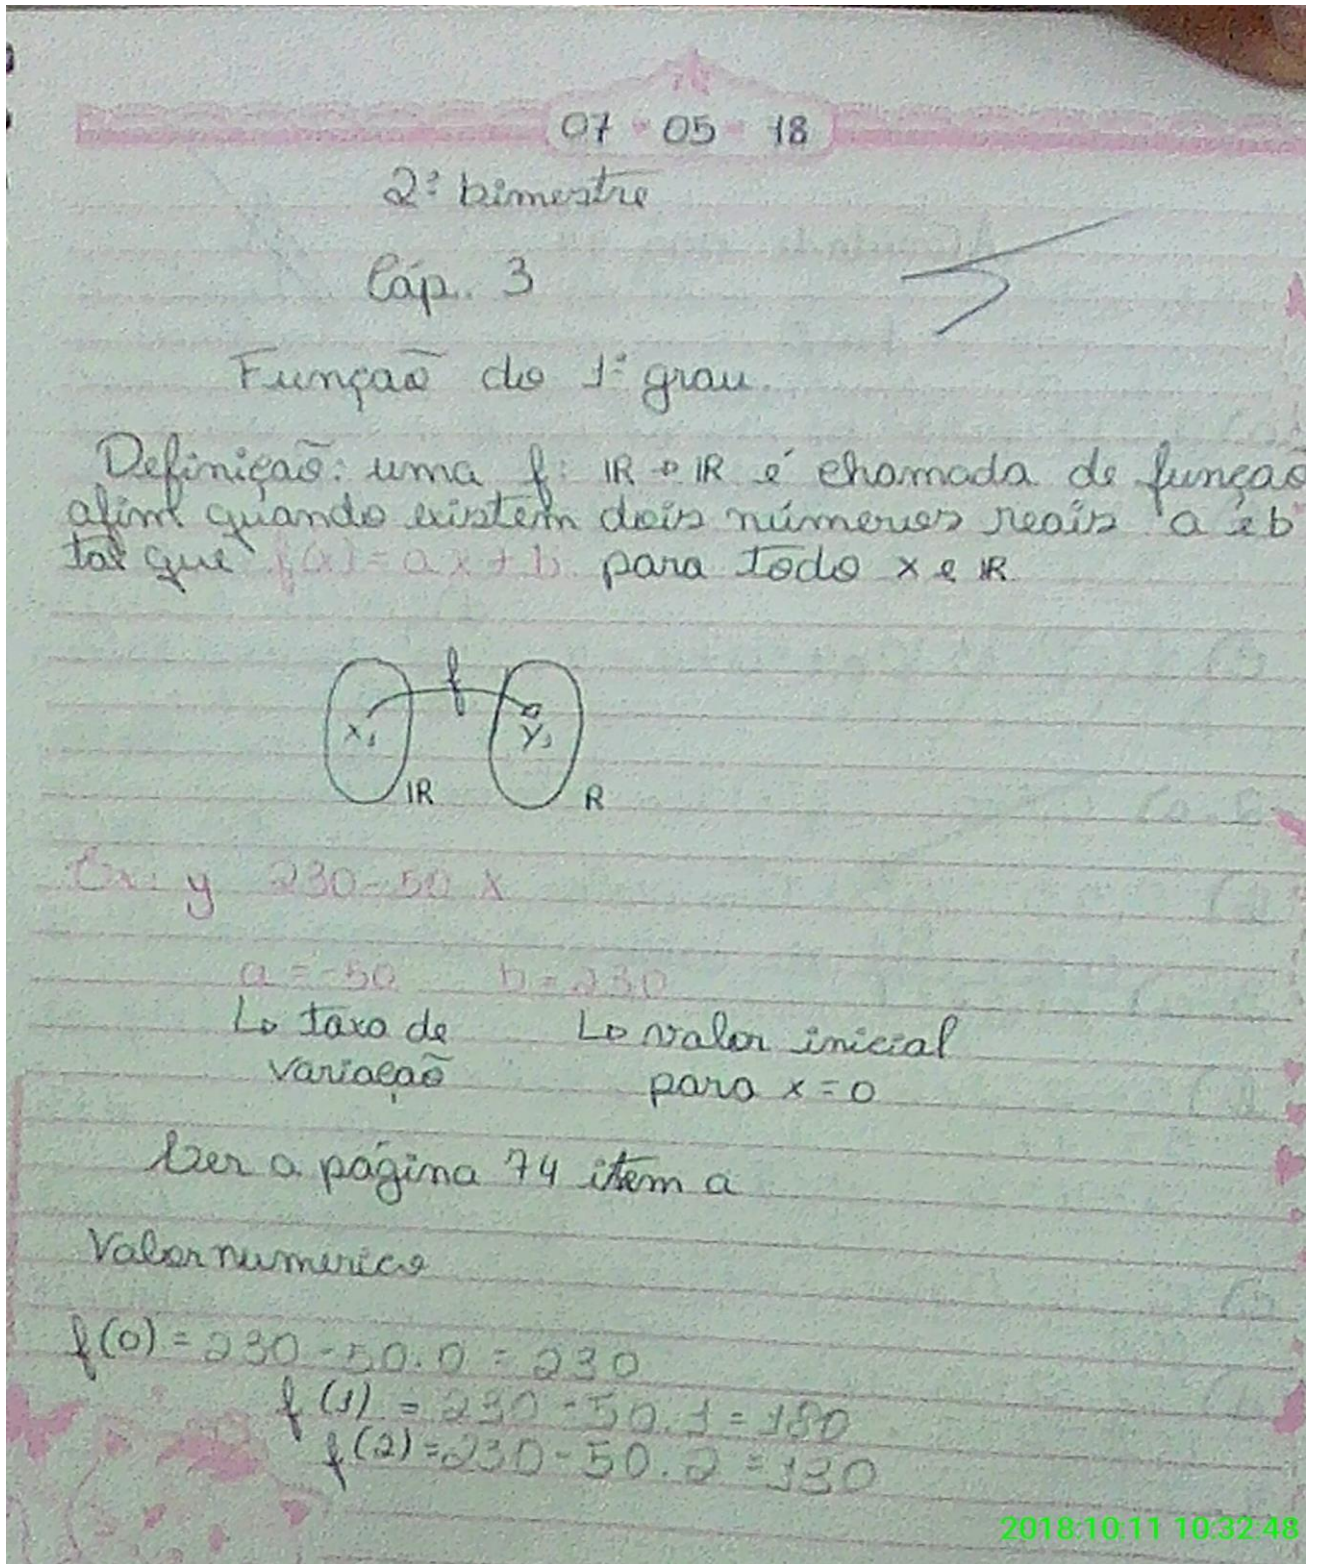 07 05 18
2º bimestre
Cáp. 3
Função do 1º grau.
Definição: uma f: IR → IR é chamada de função
afim quando existem dois números reais "a e b"
tal que f(x) = ax + b para todo x e IR.
f
x₁ y₁
IR R
Ex: y 230 - 50 x
a = -50 b = 230
↳ taxa de ↳ valor inicial
variação para x = 0
Ler a página 74 item a
Valor numerico
f(0) = 230 - 50.0 = 230
f(1) = 230 - 50.1 = 180
f(2) = 230 - 50.2 = 130
2018:10:11 10:32:48